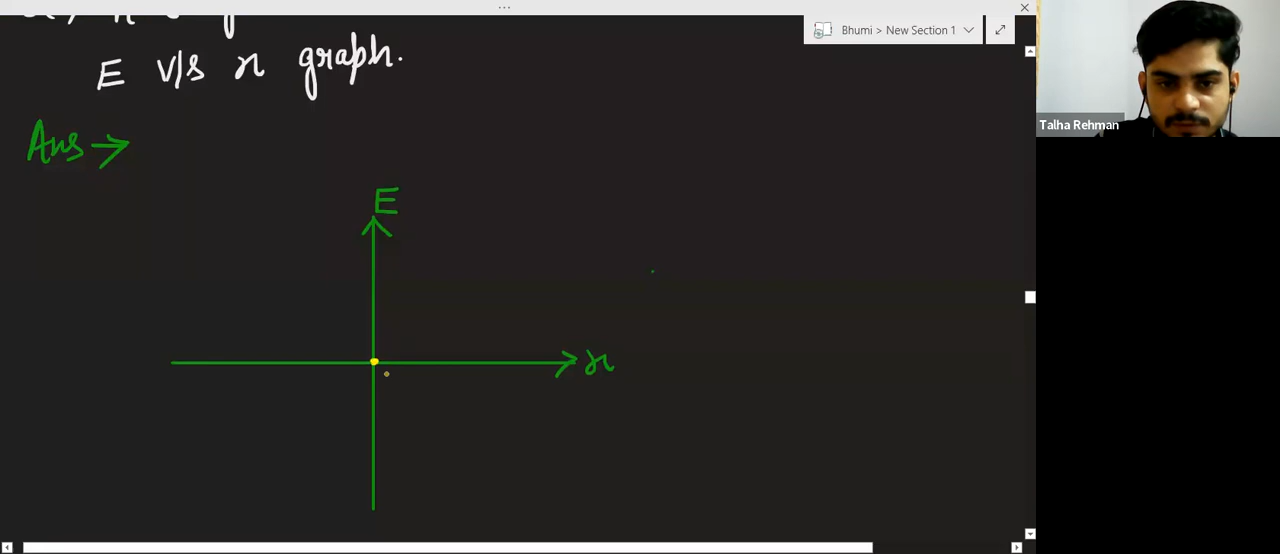 Bhumi > New Section 1
E v/s x graph.
Talha Rehman
Ans →
E
x